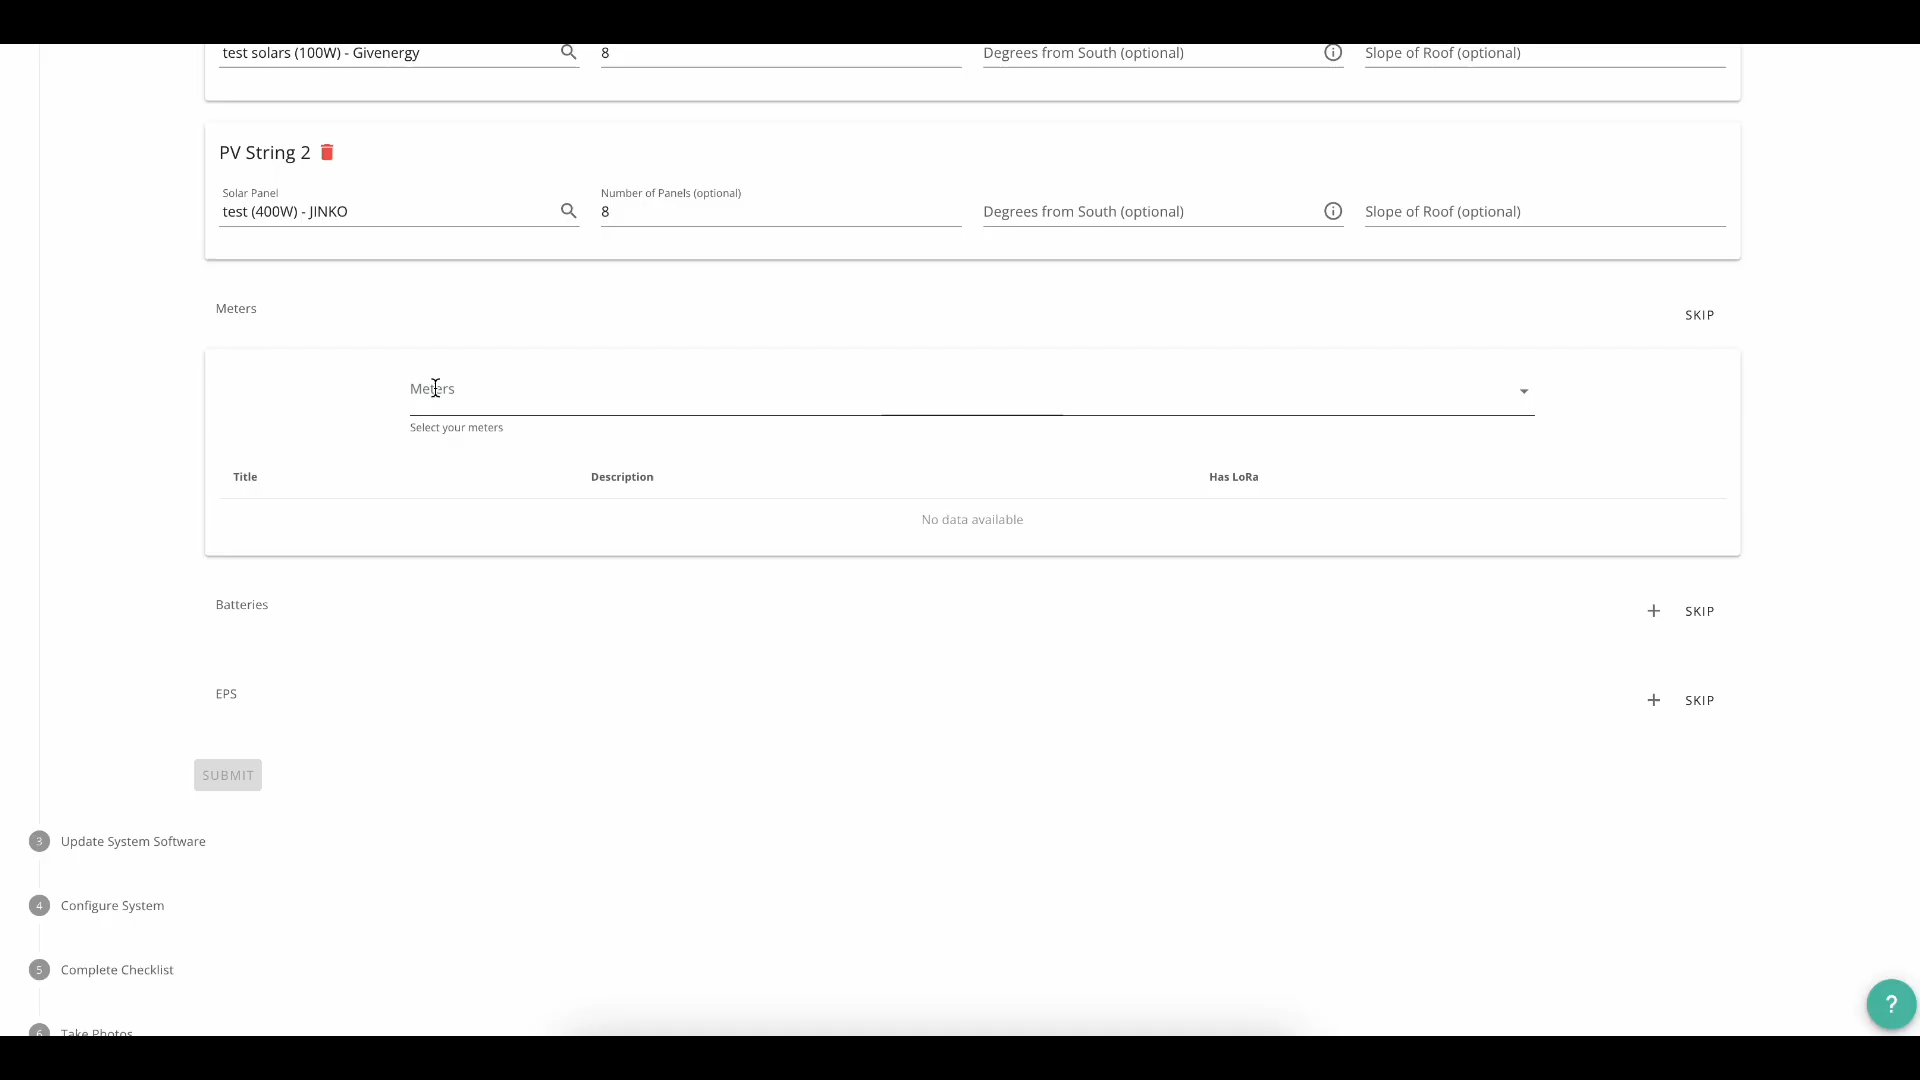 test solars (100W) - Givenergy 8 Degrees from South (optional) Slope of Roof (optional)
PV String 2
Solar Panel Number of Panels (optional)
test (400W) - JINKO 8 Degrees from South (optional) Slope of Roof (optional)
Meters SKIP
Meters
Select your meters
Title Description Has LoRa
No data available
Batteries + SKIP
EPS + SKIP
SUBMIT
3 Update System Software
4 Configure System
5 Complete Checklist
6 Take Photos
?